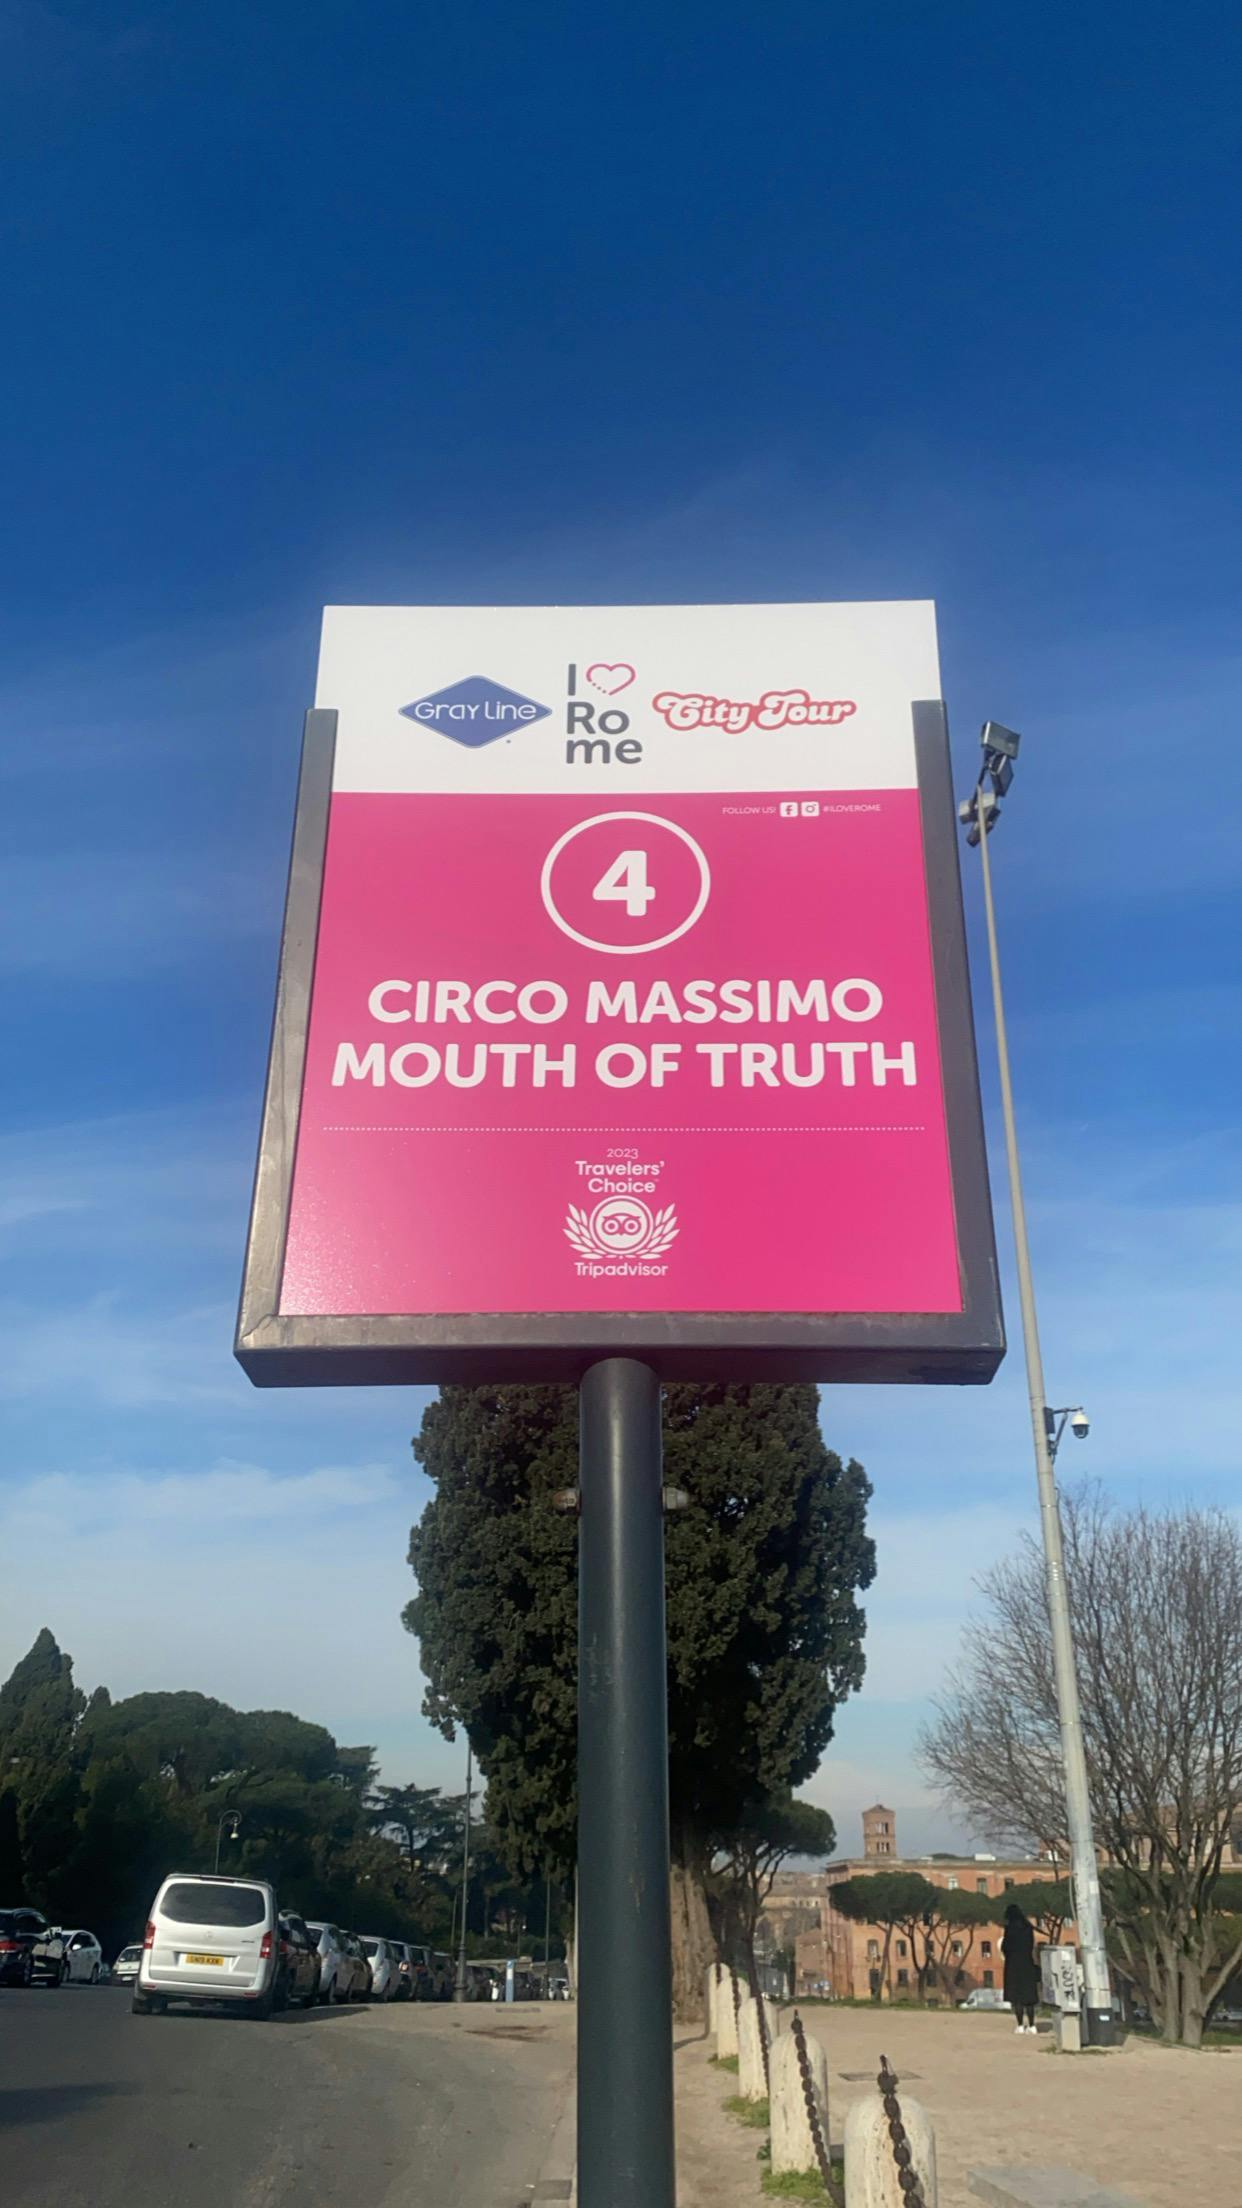 Gray Line
I
Ro
me
City Tour
FOLLOW US! #ILOVEROME
4
CIRCO MASSIMO
MOUTH OF TRUTH
2023
Travelers'
Choice
Tripadvisor